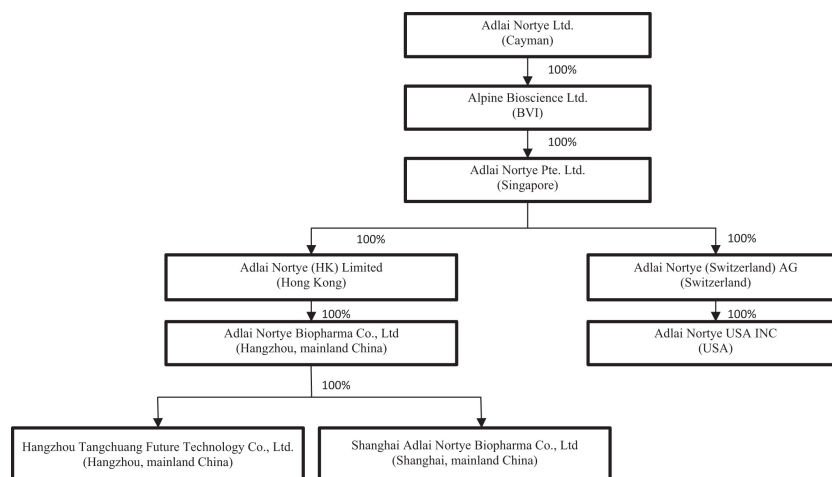 Adlai Nortye Ltd.
(Cayman)
100%
Alpine Bioscience Ltd.
(BVI)
100%
Adlai Nortye Pte. Ltd.
(Singapore)
100%
100%
Adlai Nortye (HK) Limited
(Hong Kong)
Adlai Nortye (Switzerland) AG
(Switzerland)
100%
100%
Adlai Nortye Biopharma Co., Ltd
(Hangzhou, mainland China)
Adlai Nortye USA INC
(USA)
100%
Hangzhou Tangchuang Future Technology Co., Ltd.
(Hangzhou, mainland China)
Shanghai Adlai Nortye Biopharma Co., Ltd
(Shanghai, mainland China)